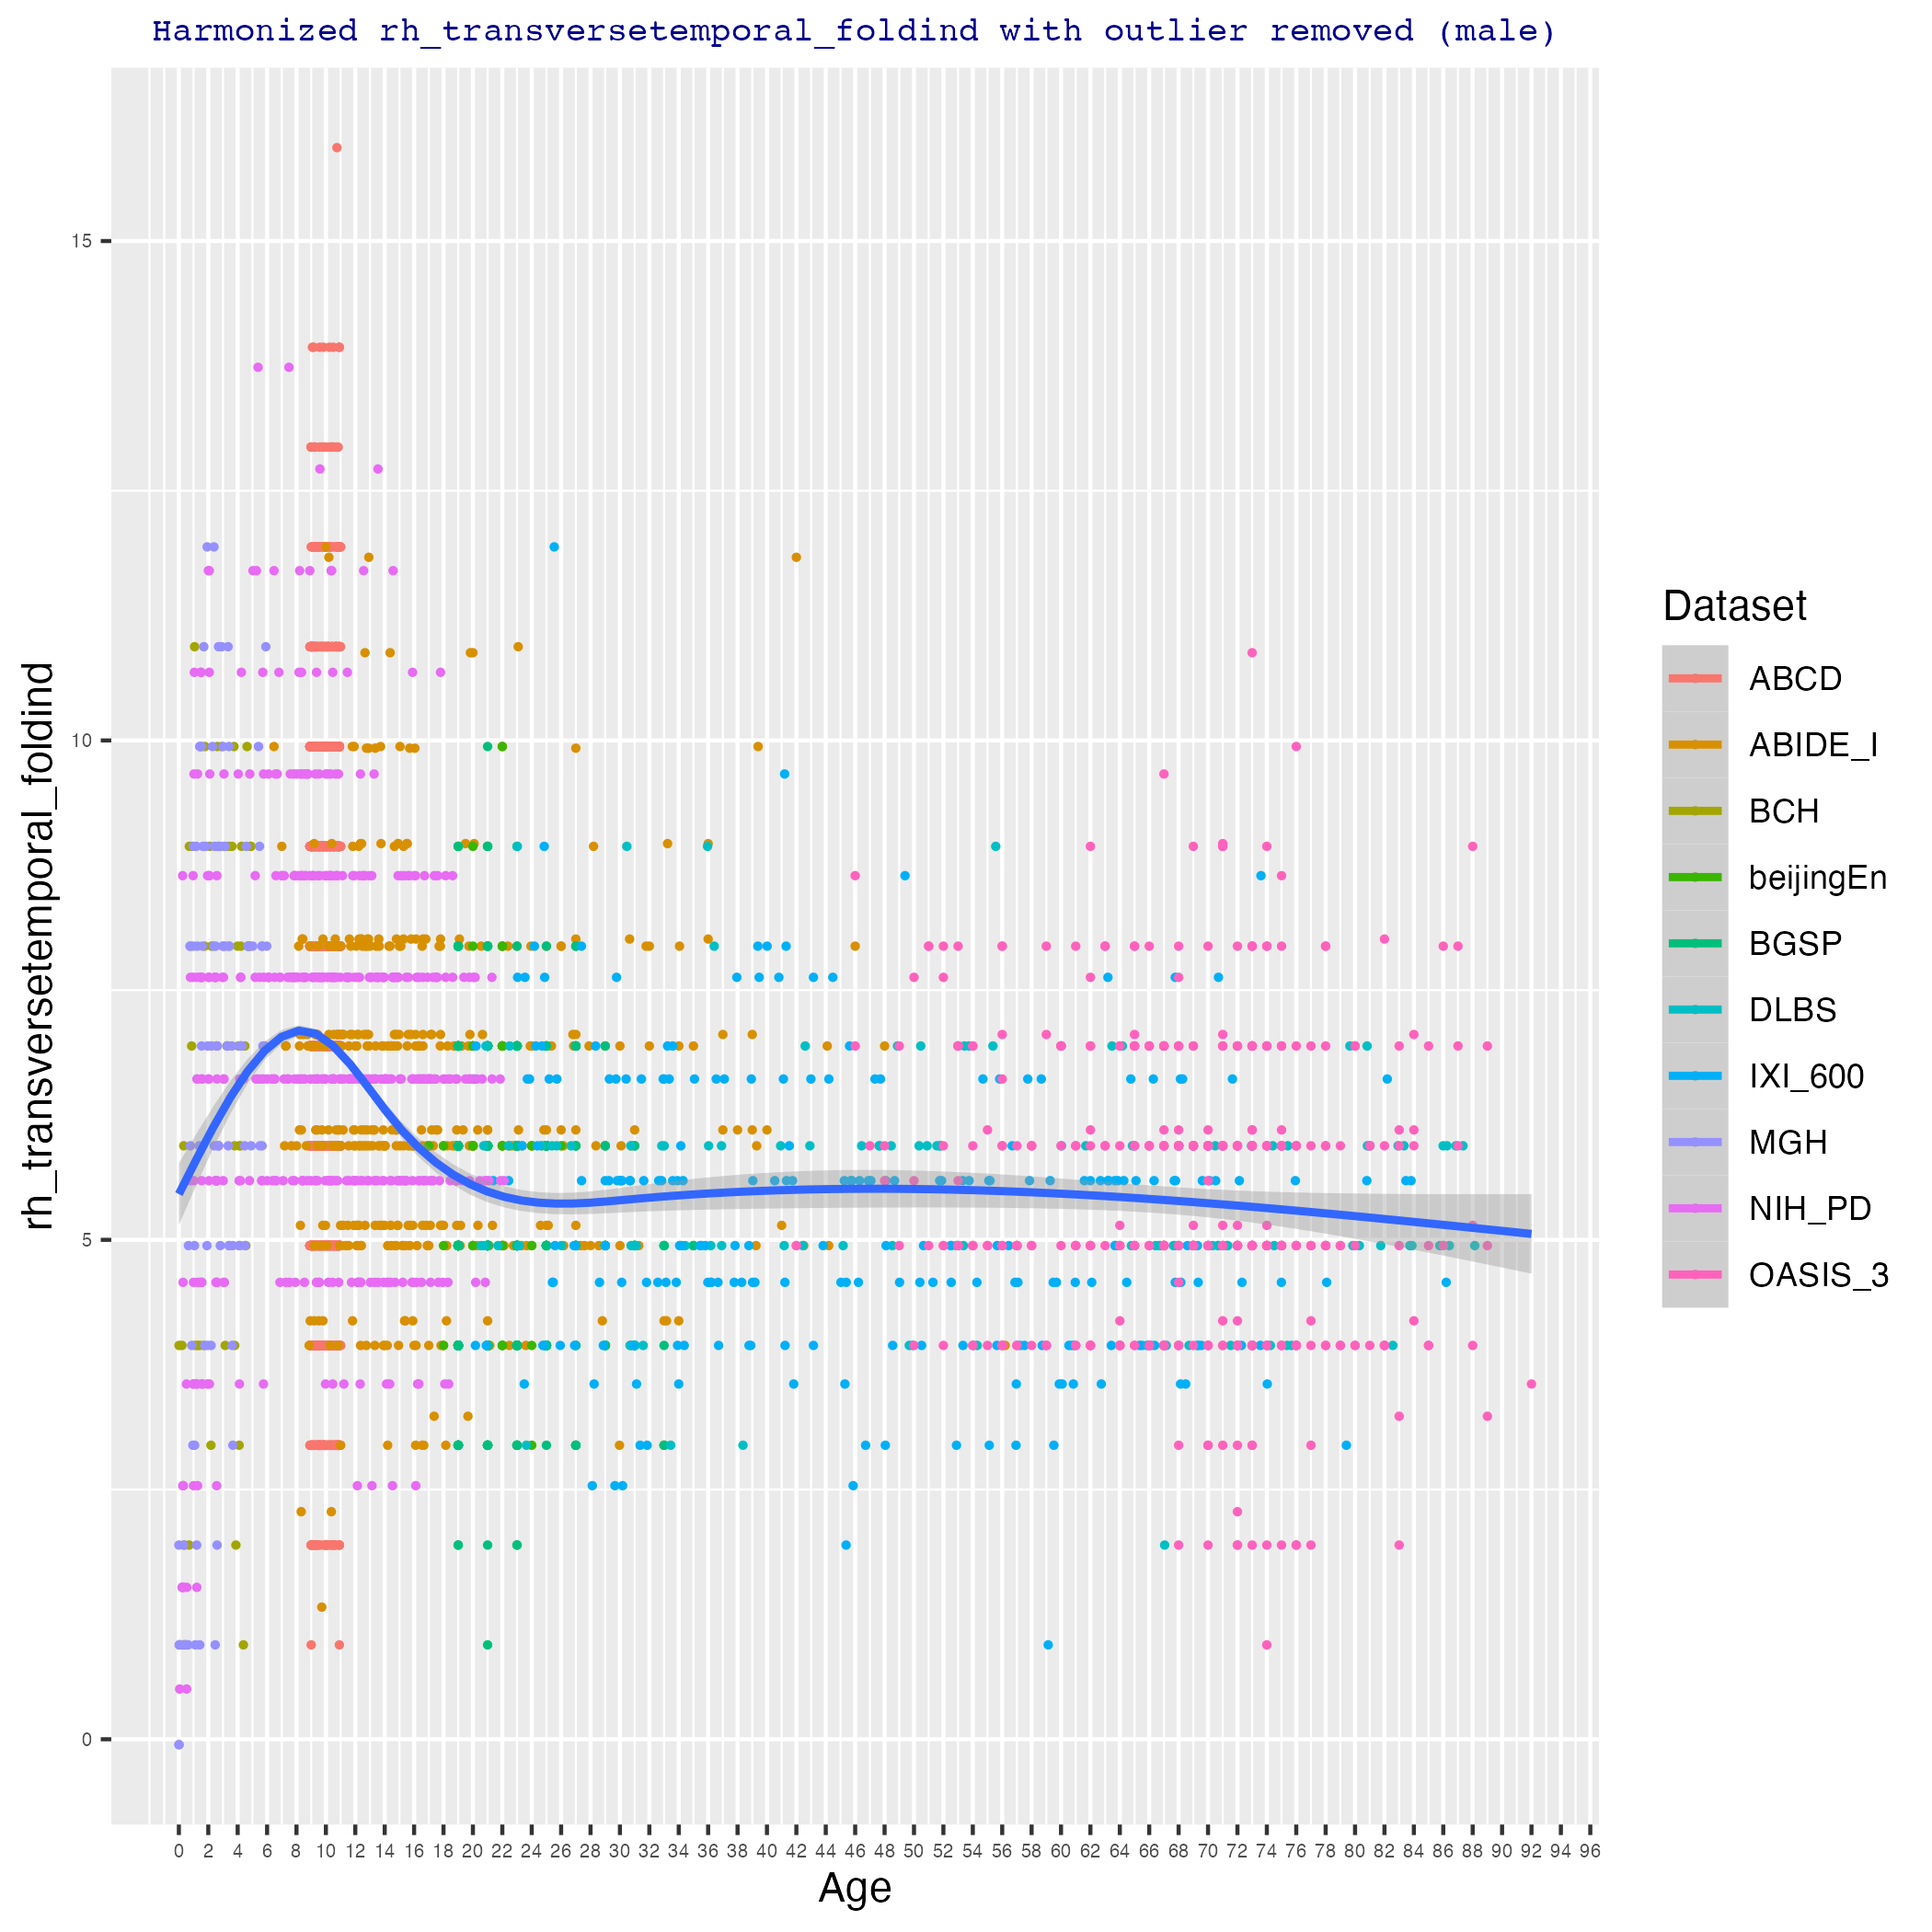 Harmonized rh_transversetemporal_foldind with outlier removed (male)
rh_transversetemporal_foldind
15
10
5
0
0 2 4 6 8 10 12 14 16 18 20 22 24 26 28 30 32 34 36 38 40 42 44 46 48 50 52 54 56 58 60 62 64 66 68 70 72 74 76 78 80 82 84 86 88 90 92 94 96
Age
Dataset
ABCD
ABIDE_I
BCH
beijingEn
BGSP
DLBS
IXI_600
MGH
NIH_PD
OASIS_3